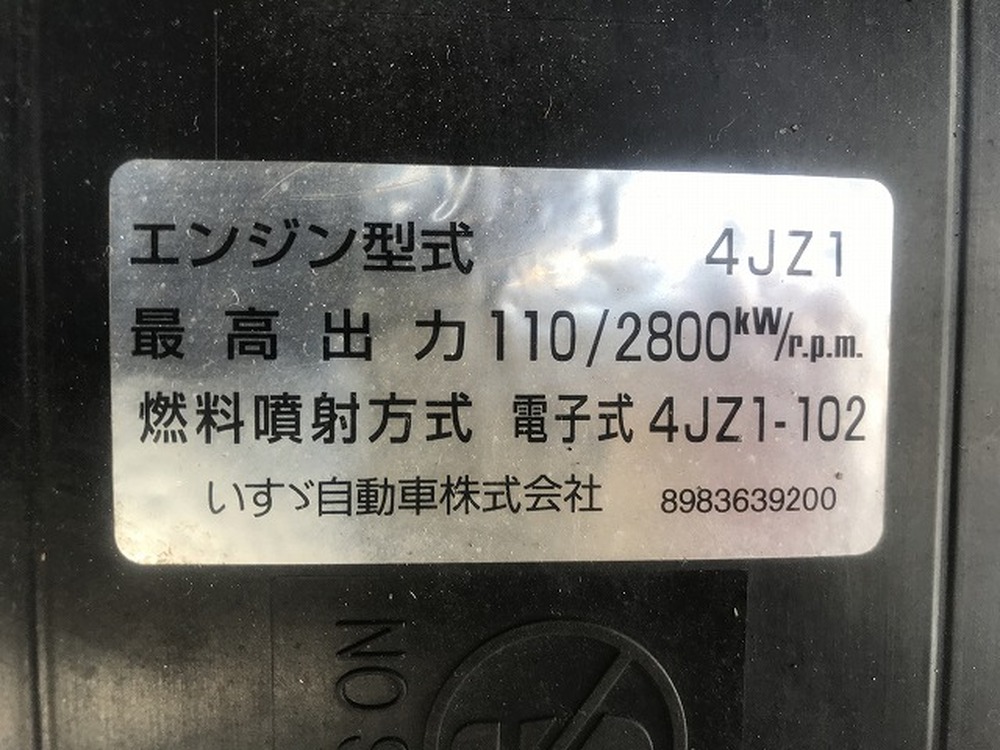 エンジン型式 4JZ1
最高出力 110/2800kW/r.p.m.
燃料噴射方式 電子式 4JZ1-102
いすゞ自動車株式会社 8983639200
NO S